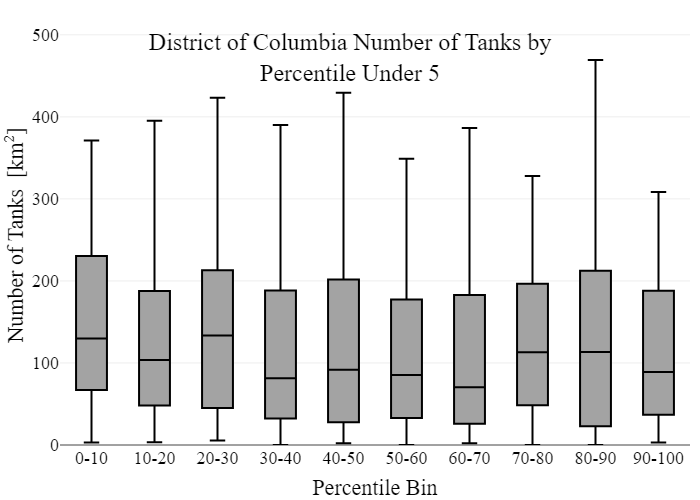 District of Columbia Number of Tanks by
Percentile Under 5
Number of Tanks [km²]
500
400
300
200
100
0
0-10 10-20 20-30 30-40 40-50 50-60 60-70 70-80 80-90 90-100
Percentile Bin